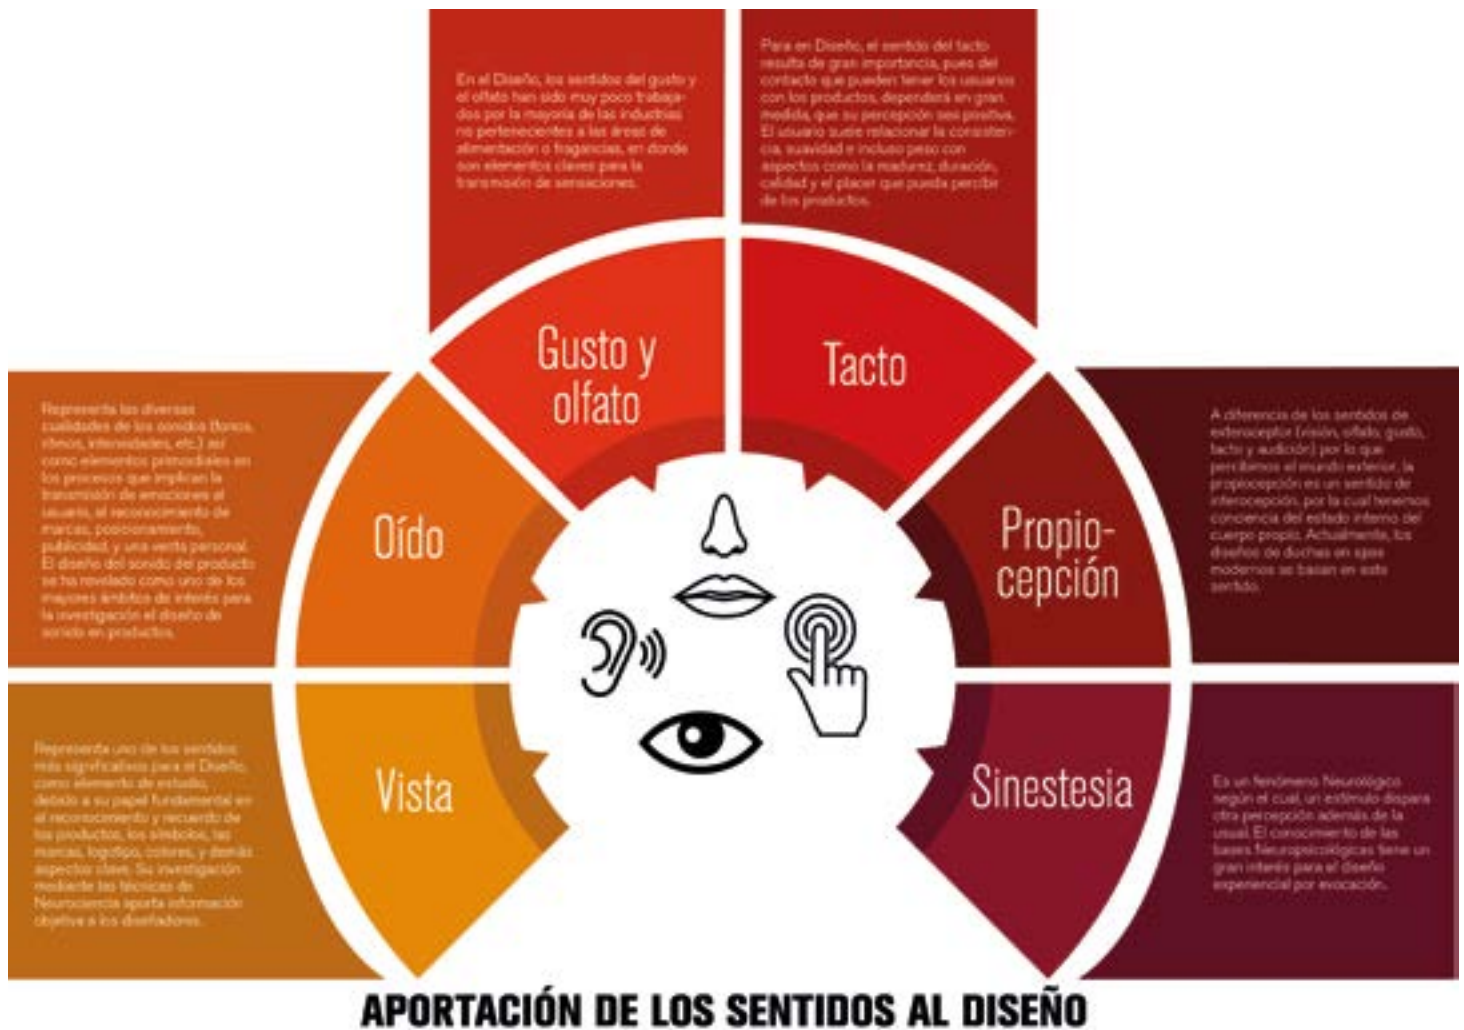 En el Diseño, los sentidos del gusto y
el olfato han sido muy poco trabaja-
dos por la mayoría de las industrias
no pertenecientes a las áreas de
alimentación o fragancias, en donde
son elementos claves para la
transmisión de sensaciones.
Para en Diseño, el sentido del tacto
resulta de gran importancia, pues del
contacto que pueden tener los usuarios
con los productos, dependerá en gran
medida, que su percepción sea positiva.
El usuario suele relacionar la consisten-
cia, suavidad e incluso peso con
aspectos como la madurez, duración,
calidad y el placer que pueda percibir
de los productos.
Gusto y
olfato
Tacto
Representa las diversas
cualidades de los sonidos (tonos,
ritmos, intensidades, etc.) así
como elementos primordiales en
los procesos que implican la
transmisión de emociones al
usuario, al reconocimiento de
marcas, posicionamiento,
publicidad, y una venta personal.
El diseño del sonido del producto
se ha revelado como uno de los
mayores ámbitos de interés para
la investigación el diseño de
sonido en productos.
Oído
Propio-
cepción
A diferencia de los sentidos de
exteroceptor (visión, olfato, gusto,
tacto y audición) por lo que
percibimos el mundo exterior, la
propiocepción es un sentido de
interocepción, por la cual tenemos
conciencia del estado interno del
cuerpo propio. Actualmente, los
diseños de duchas en spas
modernos se basan en este
sentido.
Representa uno de los sentidos
más significativos para el Diseño,
como elemento de estudio,
debido a su papel fundamental en
el reconocimiento y recuerdo de
los productos, los símbolos, las
marcas, logotipo, colores, y demás
aspectos clave. Su investigación
mediante las técnicas de
Neurociencia aporta información
objetiva a los diseñadores.
Vista
Sinestesia
Es un fenómeno Neurológico
según el cual, un estímulo dispara
otra percepción además de la
usual. El conocimiento de las
bases Neuropsicológicas tiene un
gran interés para el diseño
experiencial por evocación.
APORTACIÓN DE LOS SENTIDOS AL DISEÑO